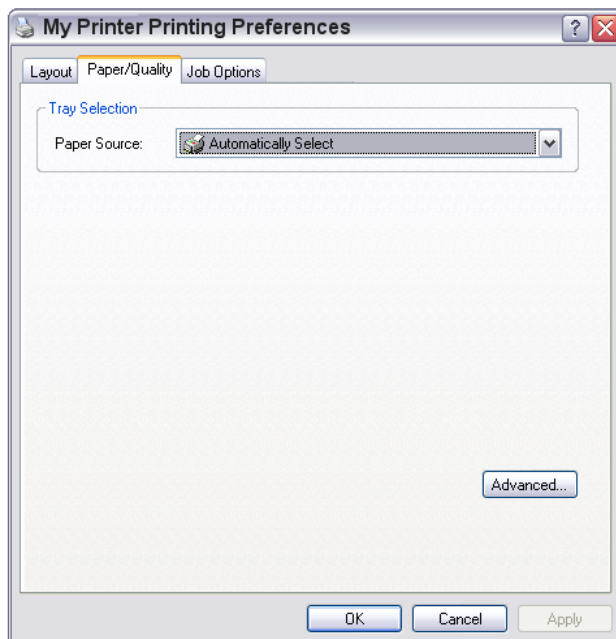 My Printer Printing Preferences
?
Layout Paper/Quality Job Options
Tray Selection
Paper Source: Automatically Select
Advanced...
OK Cancel Apply